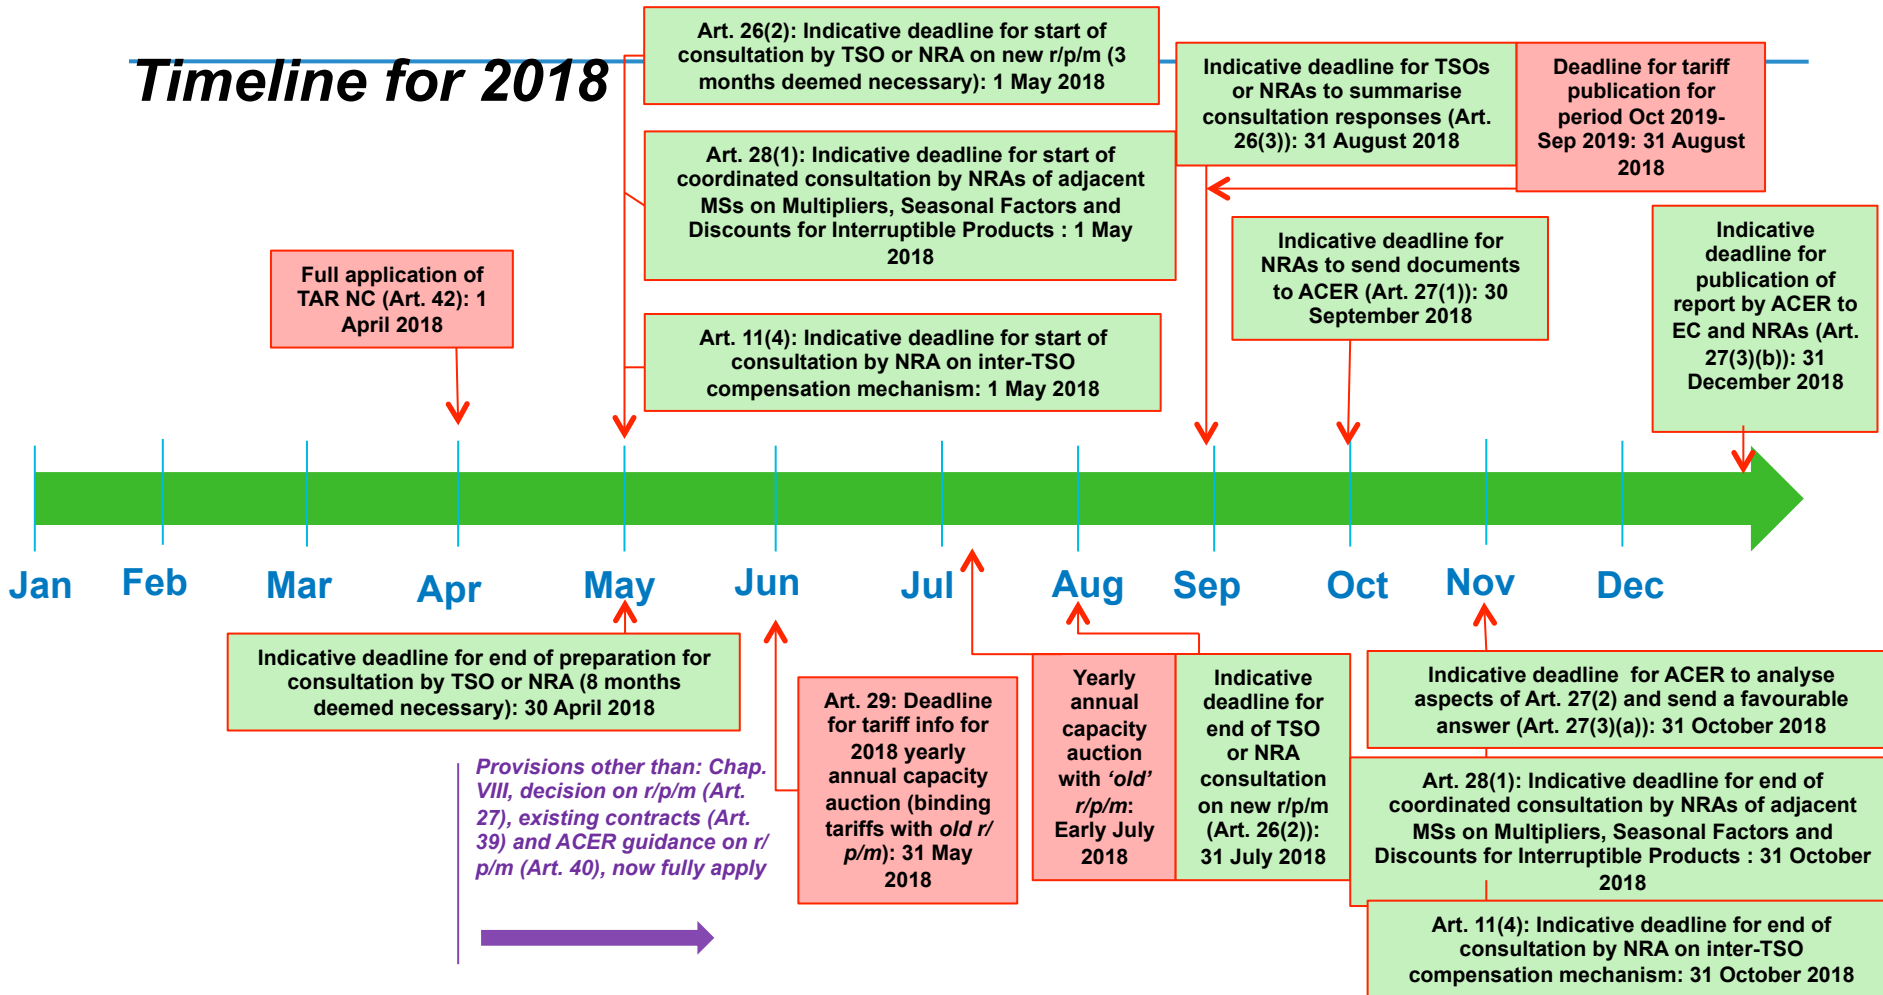 Timeline for 2018
Art. 26(2): Indicative deadline for start of
consultation by TSO or NRA on new r/p/m (3
months deemed necessary): 1 May 2018
Art. 28(1): Indicative deadline for start of
coordinated consultation by NRAs of adjacent
MSs on Multipliers, Seasonal Factors and
Discounts for Interruptible Products : 1 May
2018
Art. 11(4): Indicative deadline for start of
consultation by NRA on inter-TSO
compensation mechanism: 1 May 2018
Indicative deadline for TSOs
or NRAs to summarise
consultation responses (Art.
26(3)): 31 August 2018
Deadline for tariff
publication for
period Oct 2019-
Sep 2019: 31 August
2018
Full application of
TAR NC (Art. 42): 1
April 2018
Indicative deadline for
NRAs to send documents
to ACER (Art. 27(1)): 30
September 2018
Indicative
deadline for
publication of
report by ACER to
EC and NRAs (Art.
27(3)(b)): 31
December 2018
Jan Feb Mar Apr May Jun Jul Aug Sep Oct Nov Dec
Indicative deadline for end of preparation for
consultation by TSO or NRA (8 months
deemed necessary): 30 April 2018
Provisions other than: Chap.
VIII, decision on r/p/m (Art.
27), existing contracts (Art.
39) and ACER guidance on r/
p/m (Art. 40), now fully apply
Art. 29: Deadline
for tariff info for
2018 yearly
annual capacity
auction (binding
tariffs with old r/
p/m): 31 May
2018
Yearly
annual
capacity
auction
with ‘old’
r/p/m:
Early July
2018
Indicative
deadline for
end of TSO
or NRA
consultation
on new r/p/m
(Art. 26(2)):
31 July 2018
Indicative deadline  for ACER to analyse
aspects of Art. 27(2) and send a favourable
answer (Art. 27(3)(a)): 31 October 2018
Art. 28(1): Indicative deadline for end of
coordinated consultation by NRAs of adjacent
MSs on Multipliers, Seasonal Factors and
Discounts for Interruptible Products : 31 October
2018
Art. 11(4): Indicative deadline for end of
consultation by NRA on inter-TSO
compensation mechanism: 31 October 2018